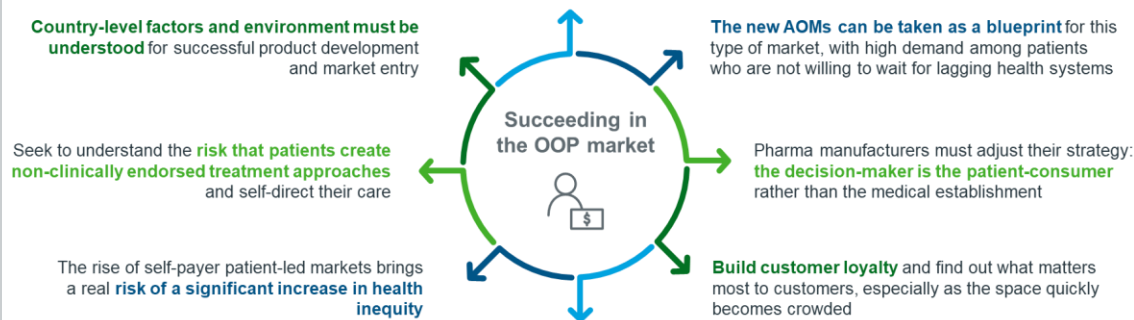 Country-level factors and environment must be
understood for successful product development
and market entry
The new AOMs can be taken as a blueprint for this
type of market, with high demand among patients
who are not willing to wait for lagging health systems
Succeeding in
the OOP market
$
Seek to understand the risk that patients create
non-clinically endorsed treatment approaches
and self-direct their care
Pharma manufacturers must adjust their strategy:
the decision-maker is the patient-consumer
rather than the medical establishment
The rise of self-payer patient-led markets brings
a real risk of a significant increase in health
inequity
Build customer loyalty and find out what matters
most to customers, especially as the space quickly
becomes crowded